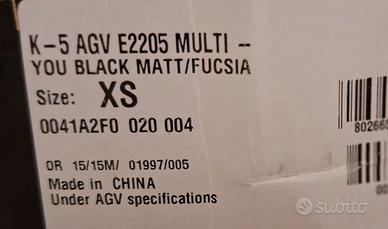 K-5 AGV E2205 MULTI --
YOU BLACK MATT/FUCSIA
Size: XS
0041A2F0 020 004
OR 15/15M/ 01997/005
Made in CHINA
Under AGV specifications
subito